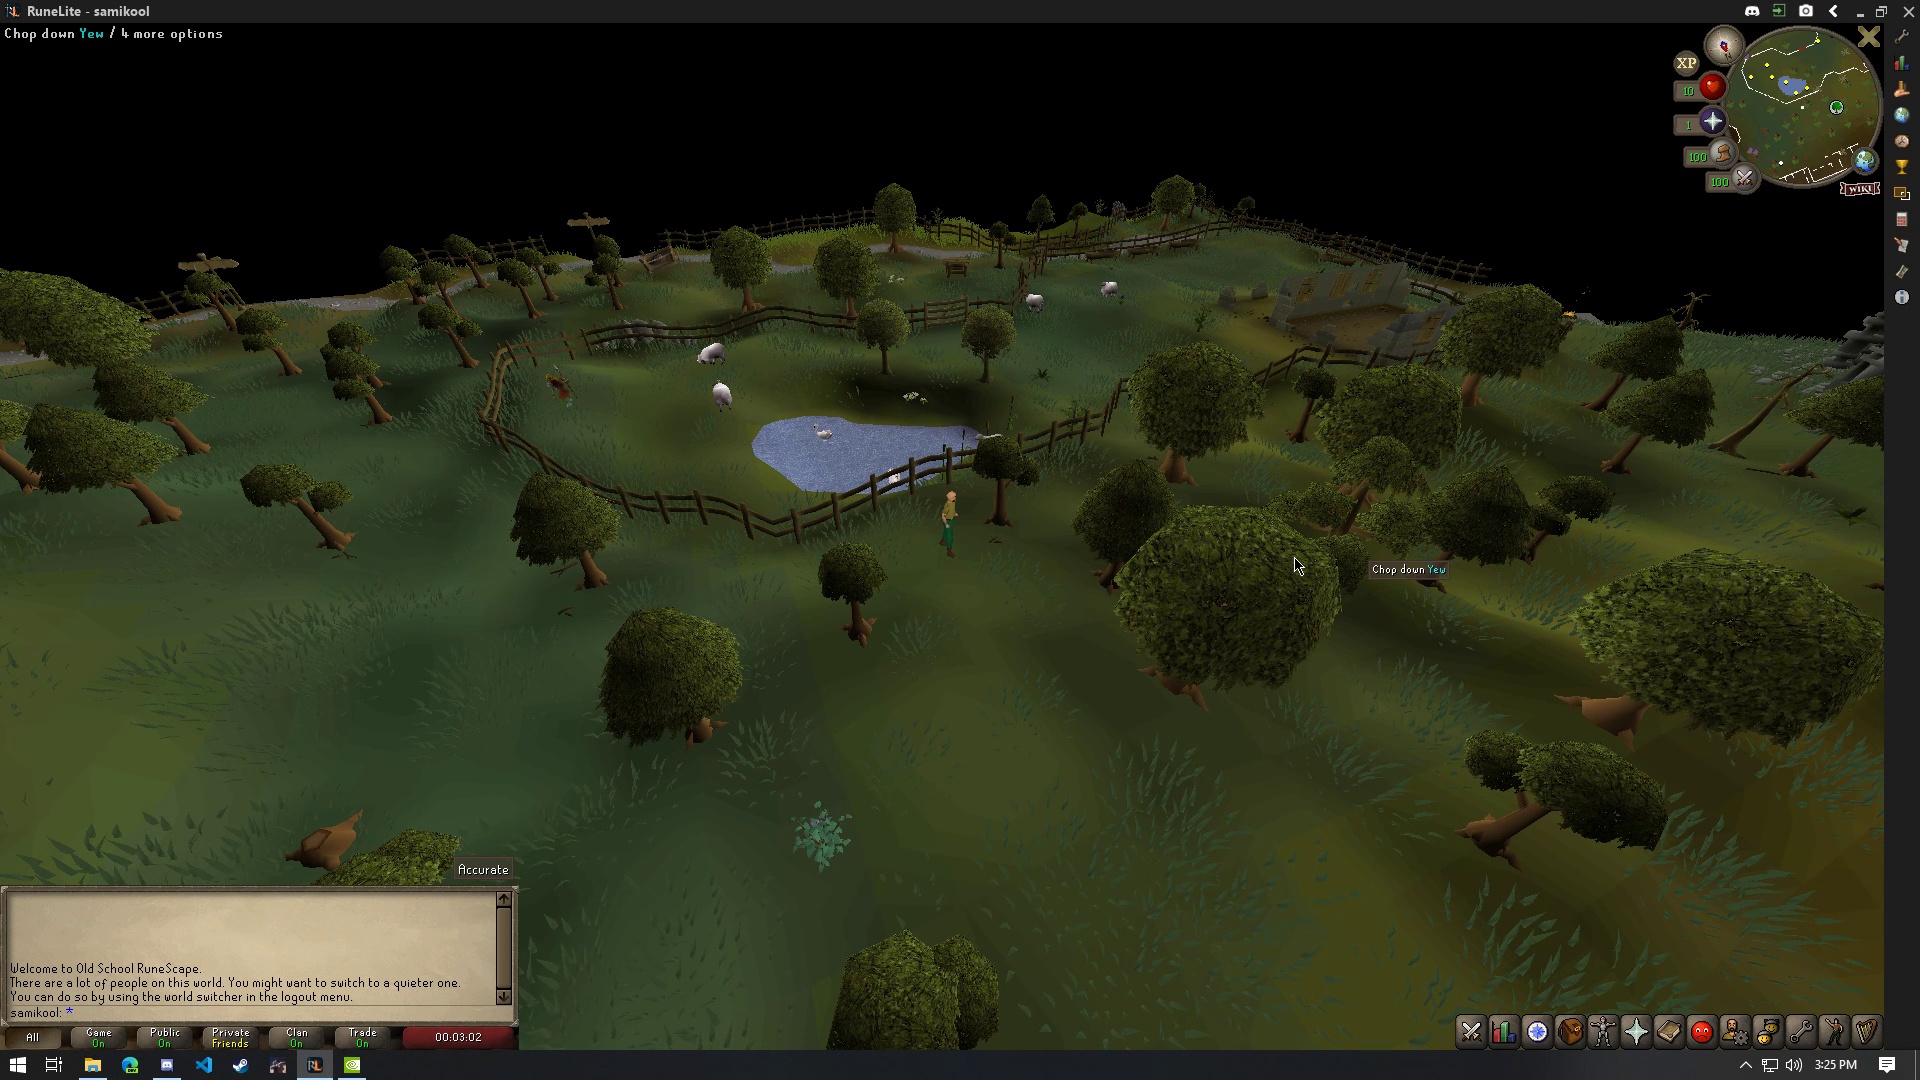 RuneLite - samikool
Chop down Yew / 4 more options
XP
10
1
100
100
WIKI
Chop down Yew
Accurate
Welcome to Old School RuneScape.
There are a lot of people on this world. You might want to switch to a quieter one.
You can do so by using the world switcher in the logout menu.
samikool: *
All
Game
On
Public
On
Private
Friends
Clan
On
Trade
On
00:03:02
3:25 PM